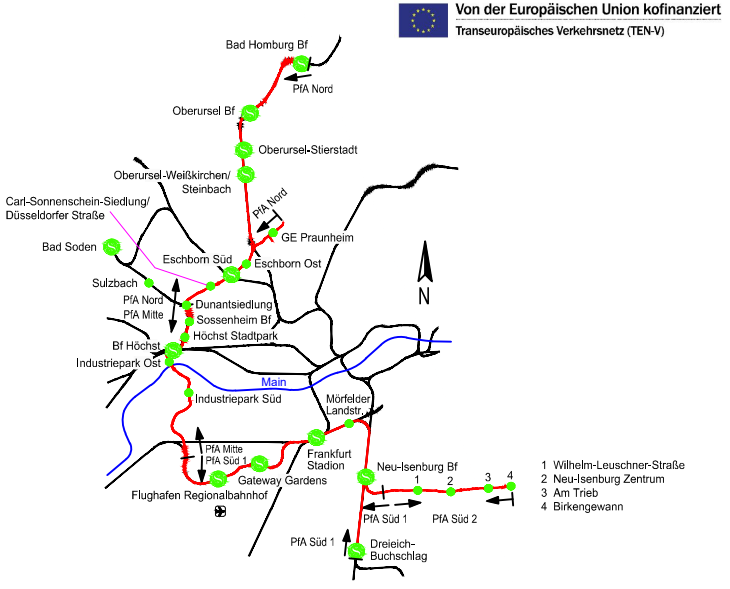 Von der Europäischen Union kofinanziert
Transeuropäisches Verkehrsnetz (TEN-V)
Bad Homburg Bf
PfA Nord
Oberursel Bf
Oberursel-Stierstadt
Oberursel-Weißkirchen/
Steinbach
Carl-Sonnenschein-Siedlung/
Düsseldorfer Straße
PfA Nord
GE Praunheim
Bad Soden
Eschborn Süd
Eschborn Ost
Sulzbach
PfA Nord
PfA Mitte
Dunantsiedlung
Sossenheim Bf
Höchst Stadtpark
N
Bf Höchst
Industriepark Ost
Main
Industriepark Süd
Mörfelder
Landstr.
PfA Mitte
PfA Süd 1
Frankfurt
Stadion
Gateway Gardens
Flughafen Regionalbahnhof
Neu-Isenburg Bf
1
2
3
4
PfA Süd 1
PfA Süd 2
1 Wilhelm-Leuschner-Straße
2 Neu-Isenburg Zentrum
3 Am Trieb
4 Birkengewann
PfA Süd 1
Dreieich-
Buchschlag